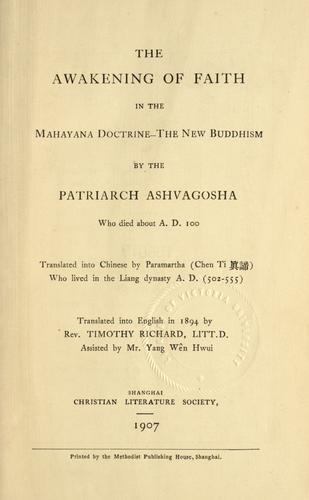 THE
AWAKENING OF FAITH
IN THE
MAHAYANA DOCTRINE—THE NEW BUDDHISM
BY THE
PATRIARCH ASHVAGOSHA
Who died about A. D. 100
Translated into Chinese by Paramartha (Chen Ti 眞諦)
Who lived in the Liang dynasty A. D. (502-555)
Translated into English in 1894 by
Rev. TIMOTHY RICHARD, LITT.D.
Assisted by Mr. Yang Wên Hwui
SHANGHAI
CHRISTIAN LITERATURE SOCIETY,
1907
Printed by the Methodist Publishing House, Shanghai.